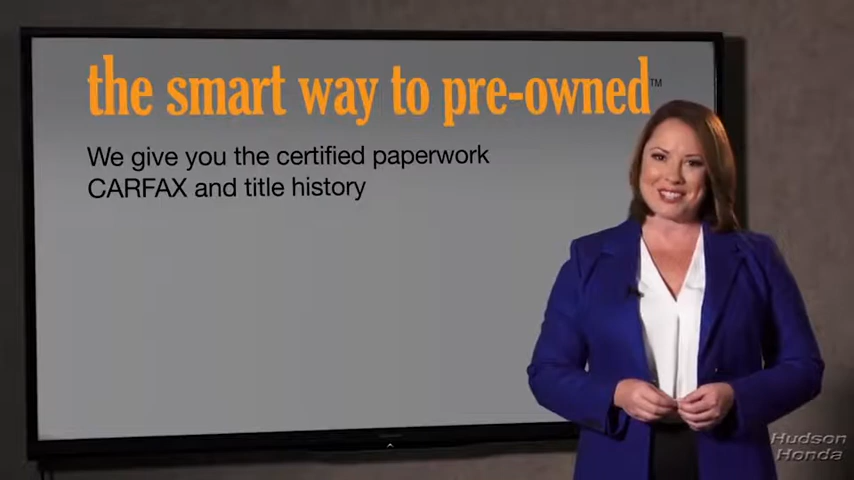 the smart way to pre-owned™
We give you the certified paperwork
CARFAX and title history
Hudson
Honda